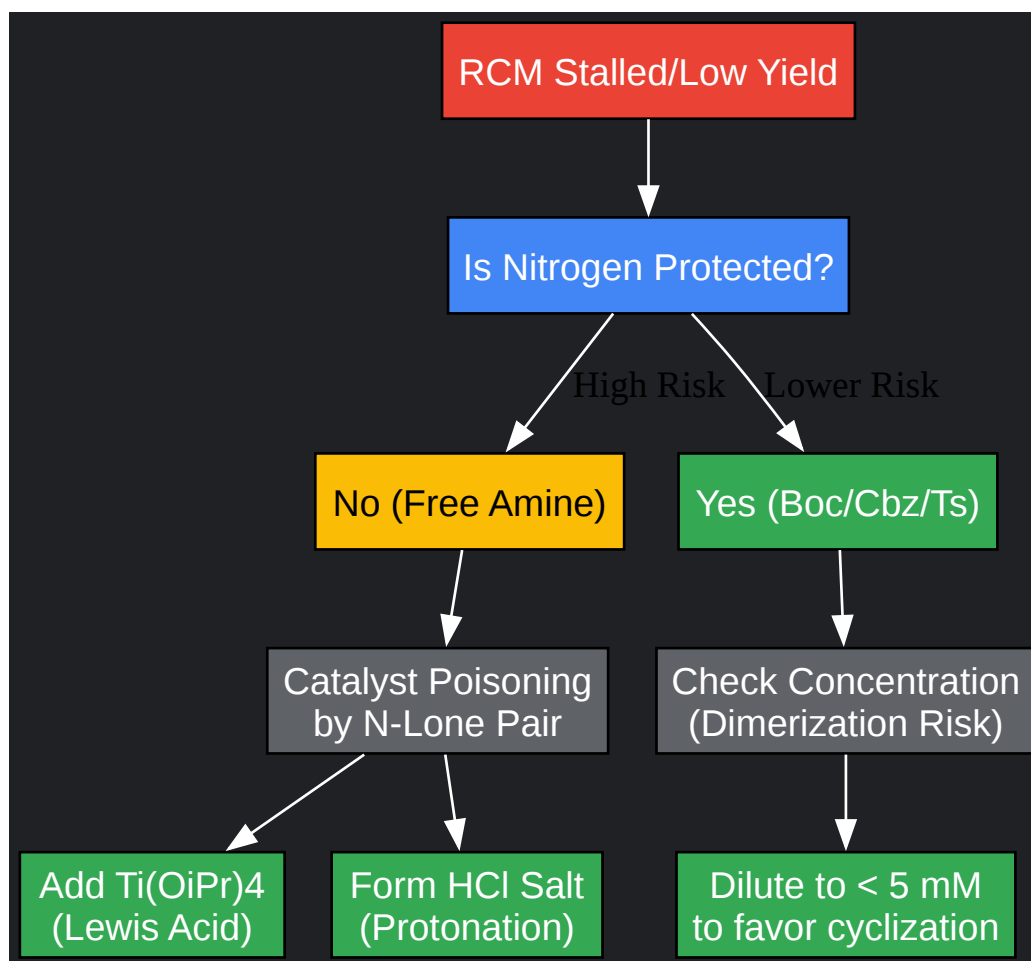 RCM Stalled/Low Yield
Is Nitrogen Protected?
High Risk
Lower Risk
No (Free Amine)
Yes (Boc/Cbz/Ts)
Catalyst Poisoning
by N-Lone Pair
Check Concentration
(Dimerization Risk)
Add Ti(OiPr)4
(Lewis Acid)
Form HCl Salt
(Protonation)
Dilute to < 5 mM
to favor cyclization